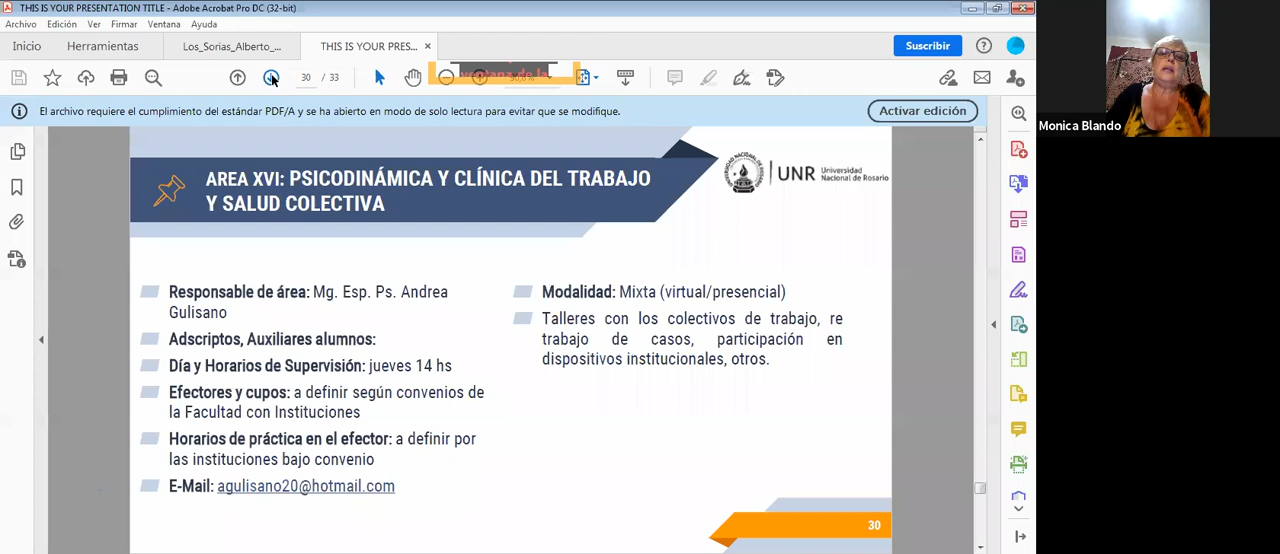 THIS IS YOUR PRESENTATION TITLE - Adobe Acrobat Pro DC (32-bit)
Archivo Edición Ver Firmar Ventana Ayuda
Inicio Herramientas Los_Sorias_Alberto_... THIS IS YOUR PRES... × Suscribir
30 / 33
ventana de la
El archivo requiere el cumplimiento del estándar PDF/A y se ha abierto en modo de solo lectura para evitar que se modifique. Activar edición
Monica Blando
AREA XVI: PSICODINÁMICA Y CLÍNICA DEL TRABAJO
Y SALUD COLECTIVA
UNR Universidad
Nacional de Rosario
Responsable de área: Mg. Esp. Ps. Andrea
Gulisano
Adscriptos, Auxiliares alumnos:
Día y Horarios de Supervisión: jueves 14 hs
Efectores y cupos: a definir según convenios de
la Facultad con Instituciones
Horarios de práctica en el efector: a definir por
las instituciones bajo convenio
E-Mail: agulisano20@hotmail.com
Modalidad: Mixta (virtual/presencial)
Talleres con los colectivos de trabajo, re
trabajo de casos, participación en
dispositivos institucionales, otros.
30